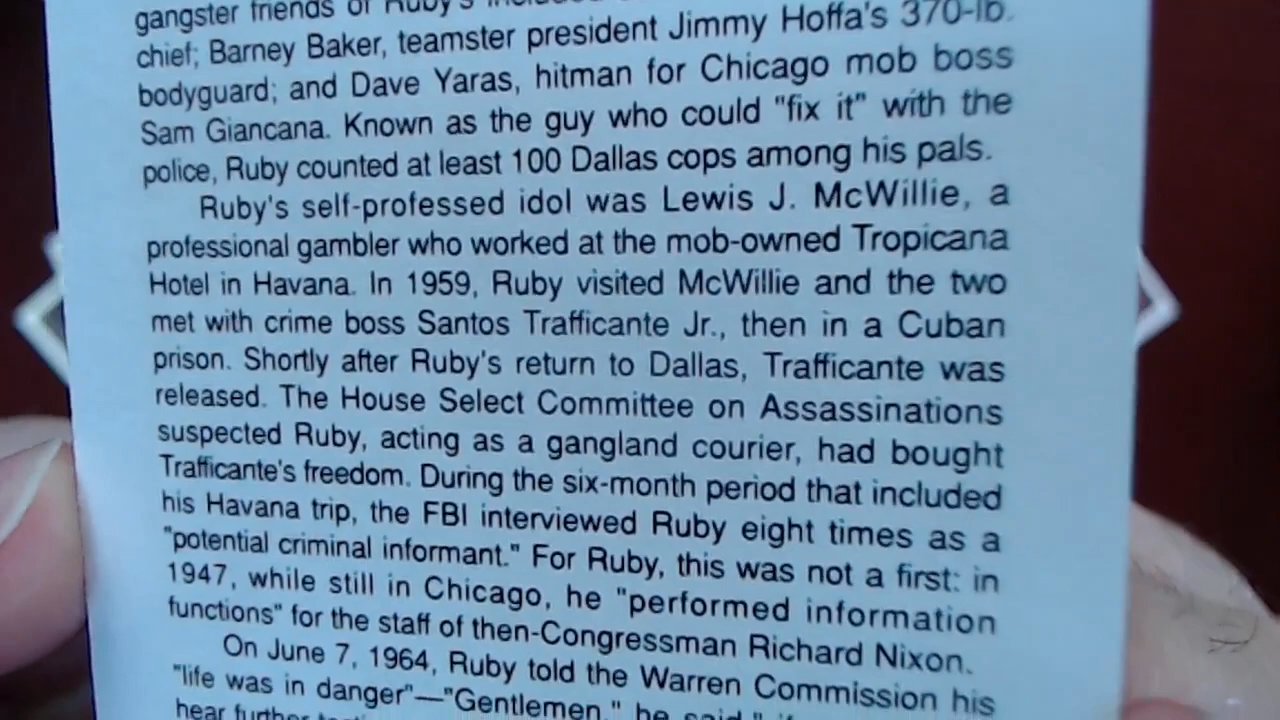 gangster friends of Ruby's included
chief; Barney Baker, teamster president Jimmy Hoffa's 370-lb.
bodyguard; and Dave Yaras, hitman for Chicago mob boss
Sam Giancana. Known as the guy who could "fix it" with the
police, Ruby counted at least 100 Dallas cops among his pals.
Ruby's self-professed idol was Lewis J. McWillie, a
professional gambler who worked at the mob-owned Tropicana
Hotel in Havana. In 1959, Ruby visited McWillie and the two
met with crime boss Santos Trafficante Jr., then in a Cuban
prison. Shortly after Ruby's return to Dallas, Trafficante was
released. The House Select Committee on Assassinations
suspected Ruby, acting as a gangland courier, had bought
Trafficante's freedom. During the six-month period that included
his Havana trip, the FBI interviewed Ruby eight times as a
"potential criminal informant." For Ruby, this was not a first: in
1947, while still in Chicago, he "performed information
functions" for the staff of then-Congressman Richard Nixon.
On June 7, 1964, Ruby told the Warren Commission his
"life was in danger"—"Gentlemen," he said,"
hear further